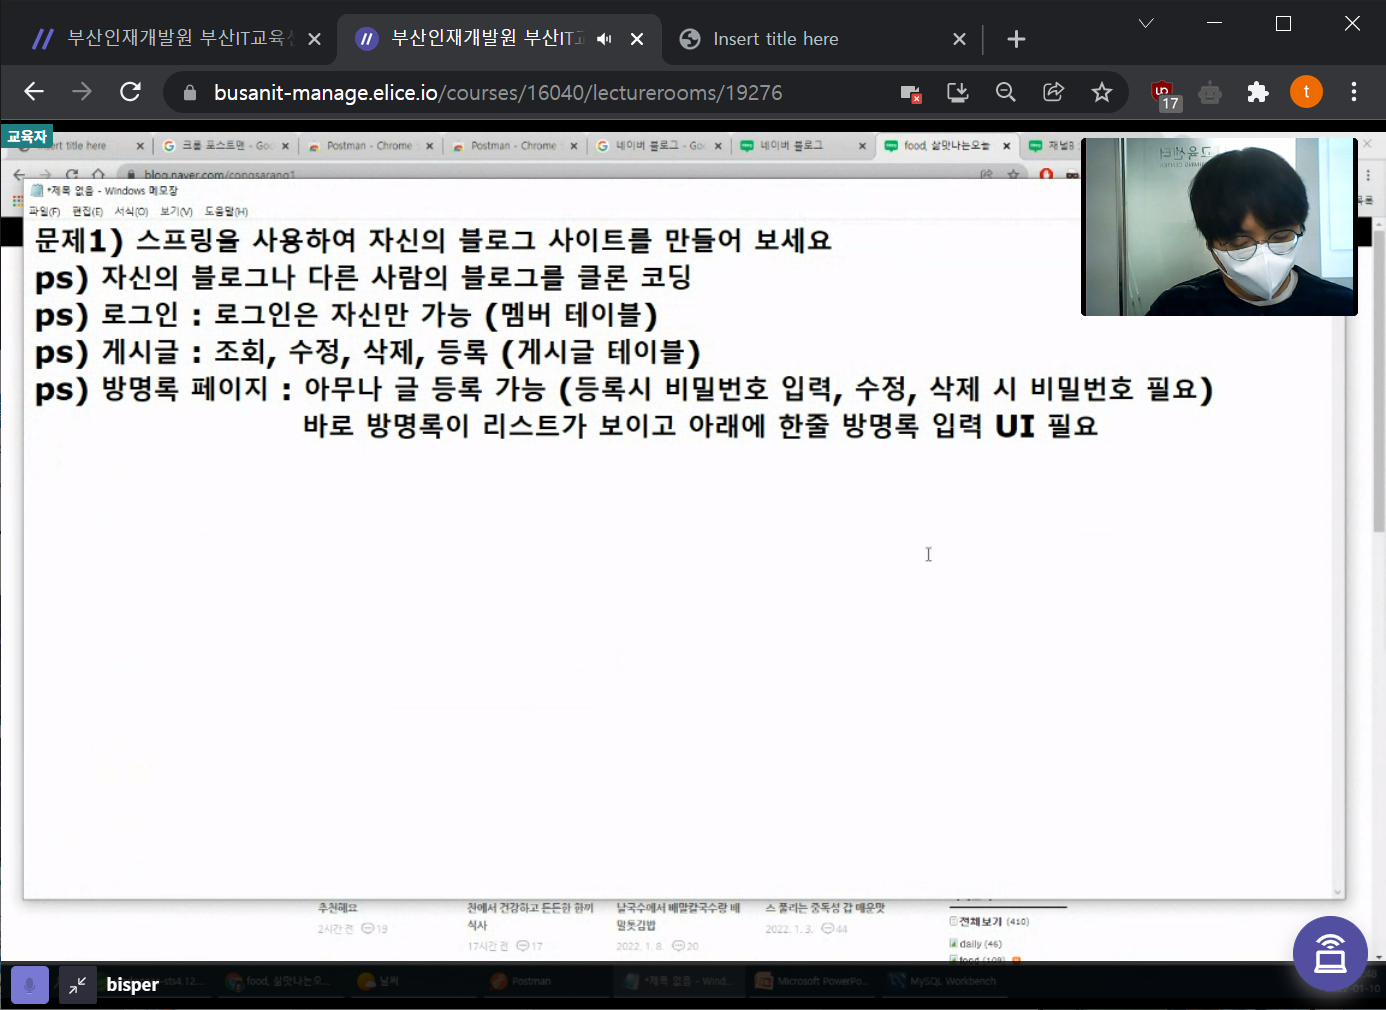 부산인재개발원 부산IT교육센
부산인재개발원 부산IT교
Insert title here
busanit-manage.elice.io/courses/16040/lecturerooms/19276
17
t
교육자
ert title here
크롬 포스트맨 - Goo
Postman - Chrome
Postman - Chrome
네이버 블로그 - Goo
네이버 블로그
food, 살맛나는오늘
blog.naver.com/congsarang1
*제목 없음 - Windows 메모장
파일(F) 편집(E) 서식(O) 보기(V) 도움말(H)
문제1) 스프링을 사용하여 자신의 블로그 사이트를 만들어 보세요
ps) 자신의 블로그나 다른 사람의 블로그를 클론 코딩
ps) 로그인 : 로그인은 자신만 가능 (멤버 테이블)
ps) 게시글 : 조회, 수정, 삭제, 등록 (게시글 테이블)
ps) 방명록 페이지 : 아무나 글 등록 가능 (등록시 비밀번호 입력, 수정, 삭제 시 비밀번호 필요)
바로 방명록이 리스트가 보이고 아래에 한줄 방명록 입력 UI 필요
추천해요
2시간 전 19
찬에서 건강하고 든든한 한끼
식사
17시간 전 17
날국수에서 배말칼국수랑 배
말톳김밥
2022. 1. 8. 20
스 풀리는 중독성 갑 매운맛
2022. 1. 3. 44
전체보기 (410)
daily (46)
food (109)
bisper
food, 살맛나는오...
날씨
Postman
*제목 없음 - Wind...
Microsoft PowerPo...
MySQL Workbench